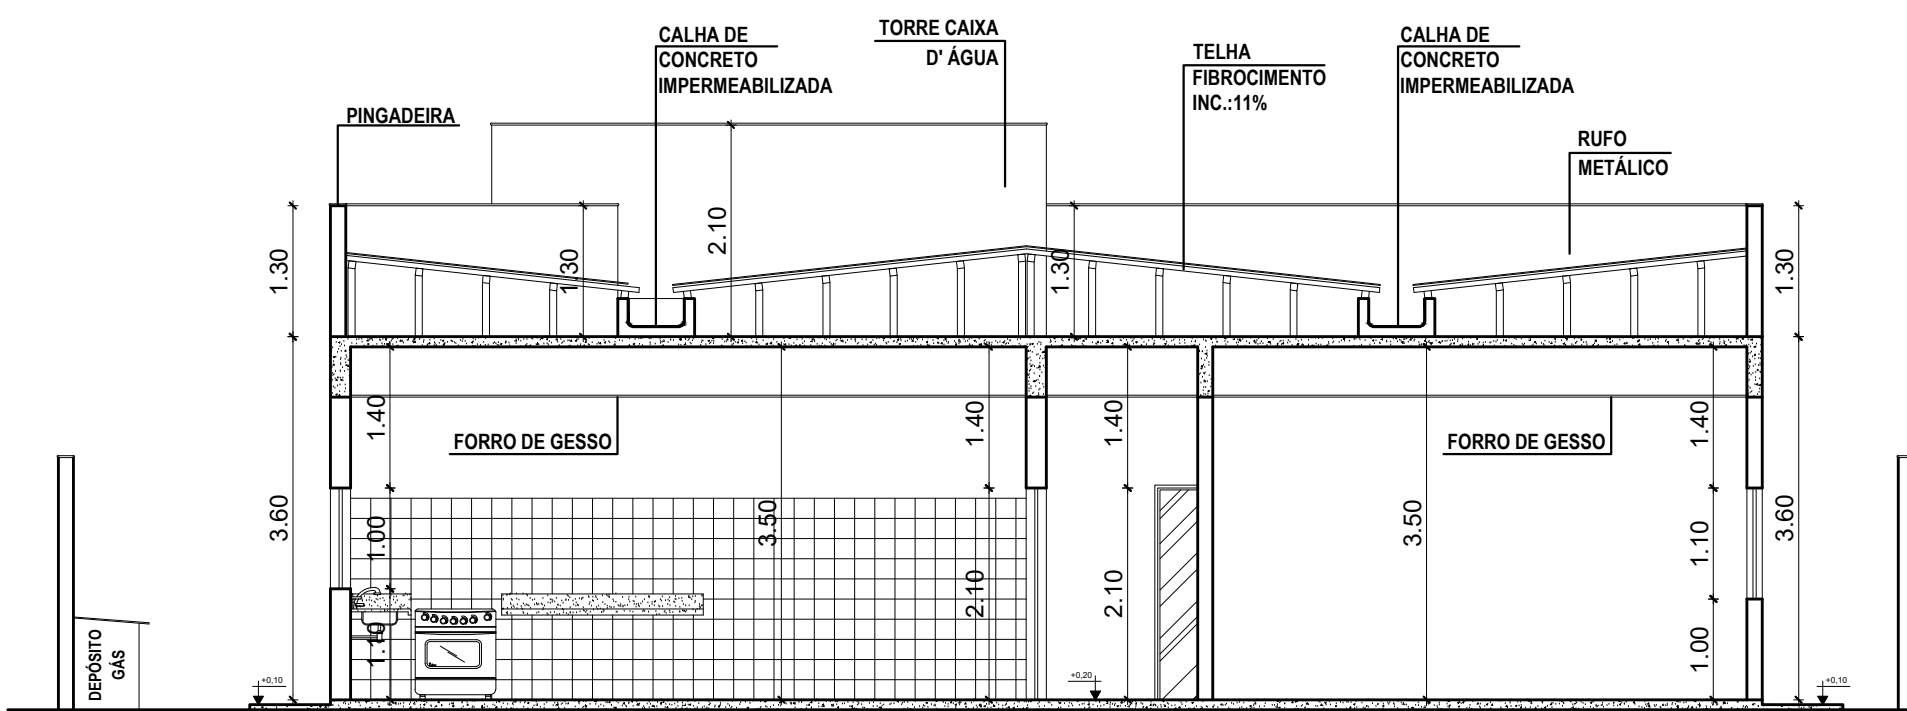 CALHA DE
CONCRETO
IMPERMEABILIZADA
TORRE CAIXA
D' ÁGUA
TELHA
FIBROCIMENTO
INC.:11%
CALHA DE
CONCRETO
IMPERMEABILIZADA
PINGADEIRA
RUFO
METÁLICO
1.30
1.30
2.10
1.30
1.30
1.40
1.40
1.40
1.40
FORRO DE GESSO
FORRO DE GESSO
3.60
1.00
3.50
2.10
2.10
3.50
1.10
3.60
1.00
DEPÓSITO
GÁS
+0,10
+0,20
+0,10